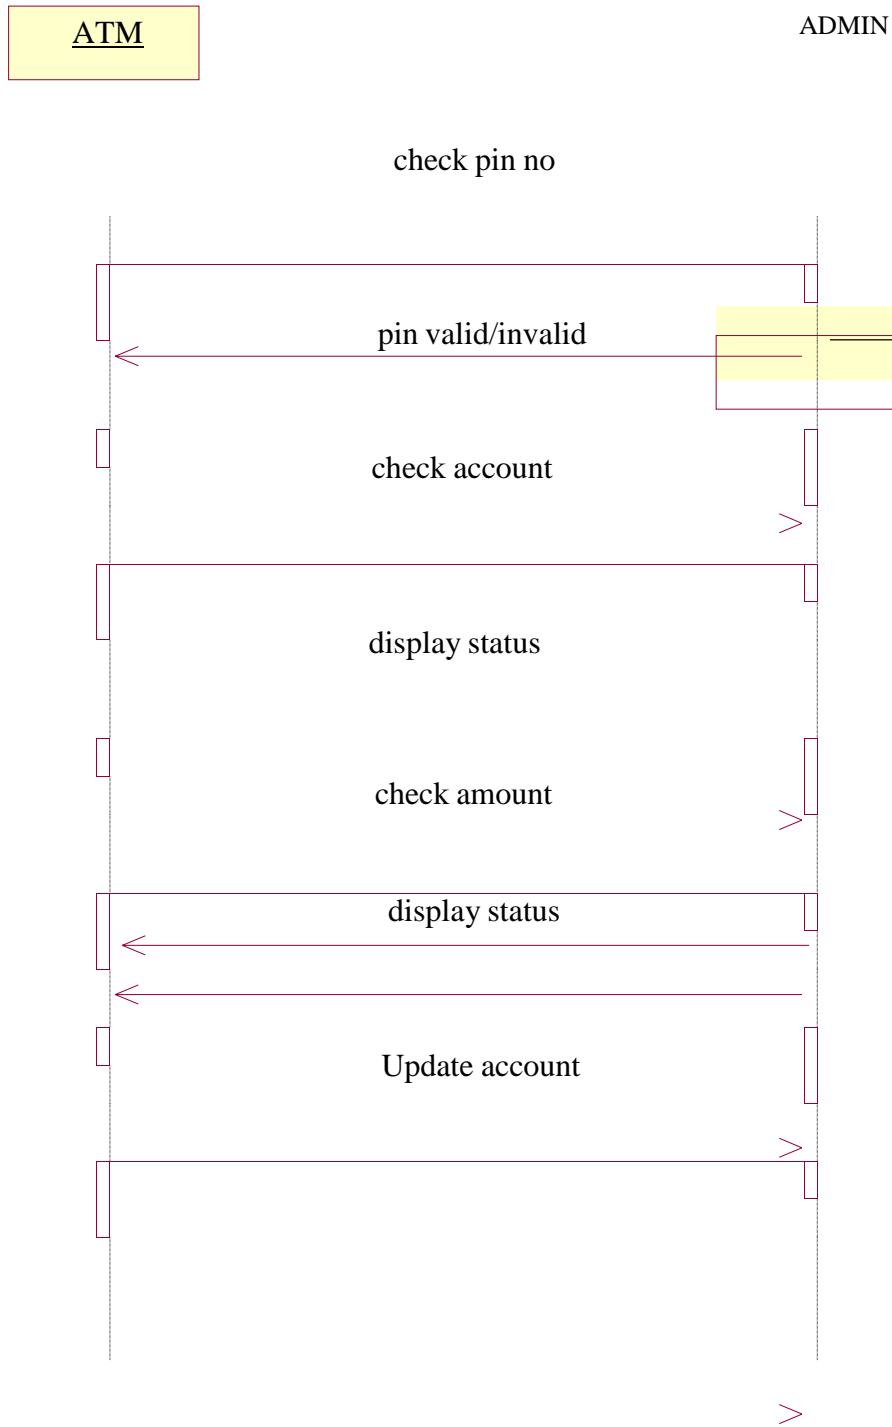 ATM
ADMIN
check pin no
pin valid/invalid
check account
display status
check amount
display status
Update account